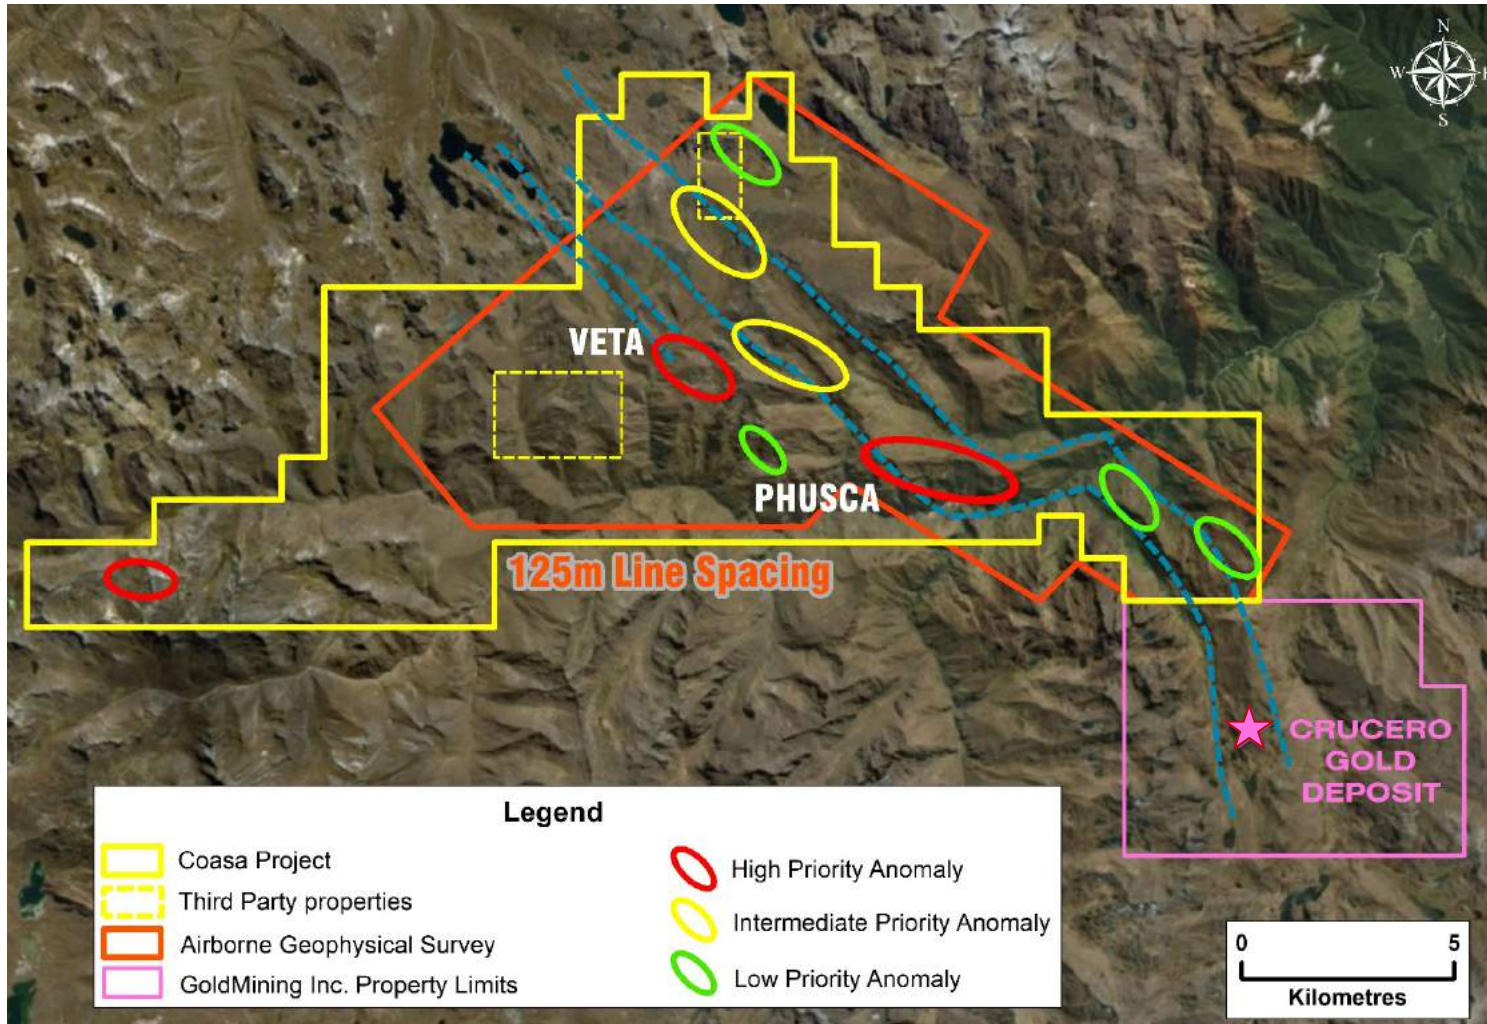 N
W
E
S
VETA
PHUSCA
125m Line Spacing
CRUCERO
GOLD
DEPOSIT
Legend
Coasa Project
Third Party properties
Airborne Geophysical Survey
GoldMining Inc. Property Limits
High Priority Anomaly
Intermediate Priority Anomaly
Low Priority Anomaly
0 5
Kilometres